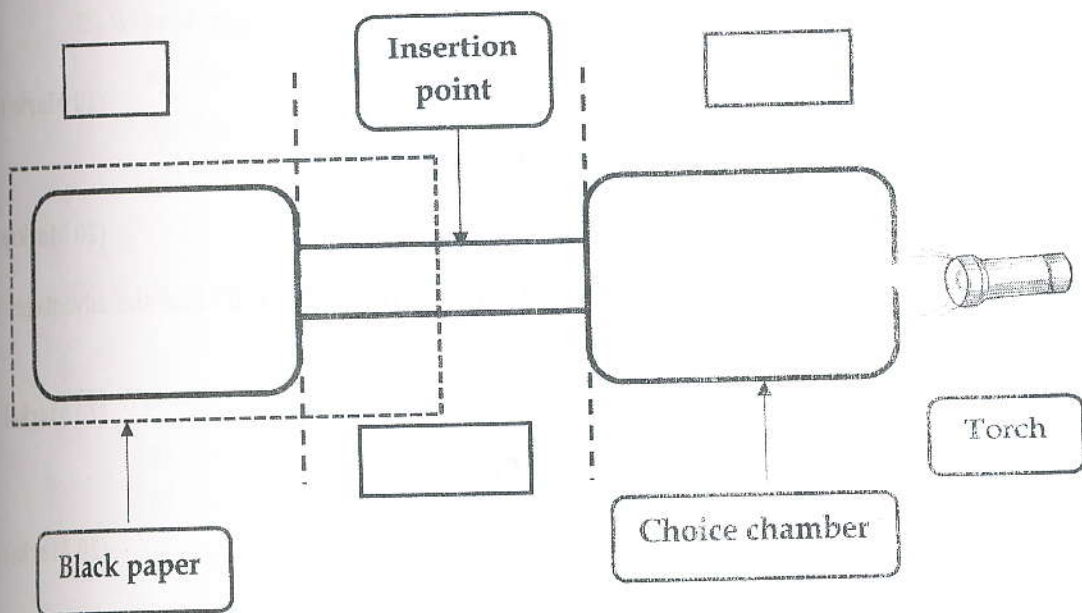 Insertion
point
Torch
Choice chamber
Black paper